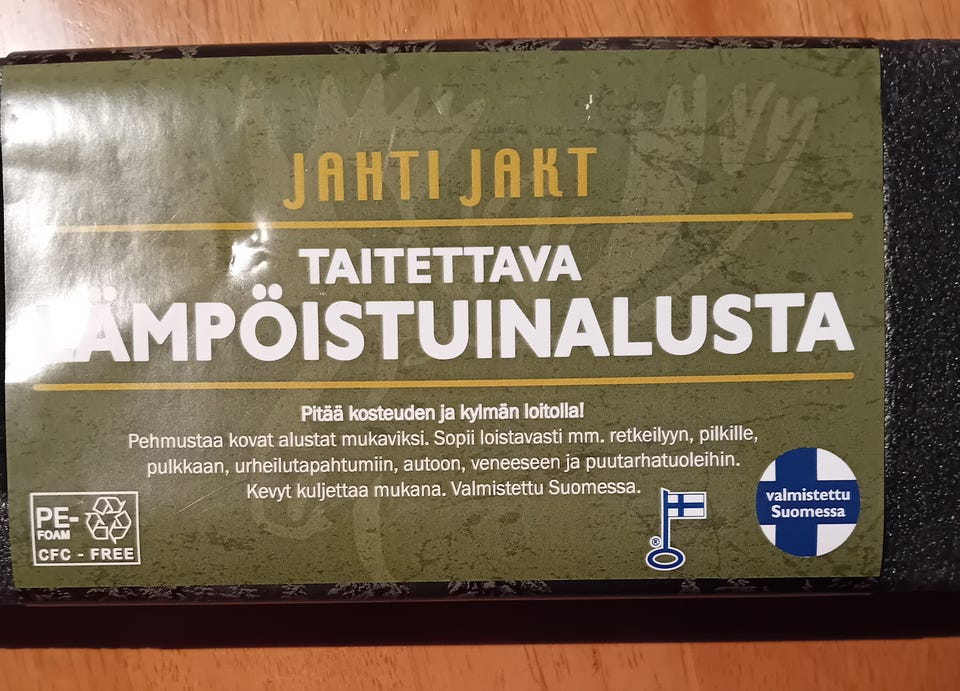 JAHTI JAKT
TAITETTAVA
LÄMPÖISTUINALUSTA
Pitää kosteuden ja kylmän loitolla!
Pehmustaa kovat alustat mukaviksi. Sopii loistavasti mm. retkeilyyn, pilkille,
pulkkaan, urheilutapahtumiin, autoon, veneeseen ja puutarhatuoleihin.
Kevyt kuljettaa mukana. Valmistettu Suomessa.
valmistettu
Suomessa
PE-
FOAM
CFC - FREE
®